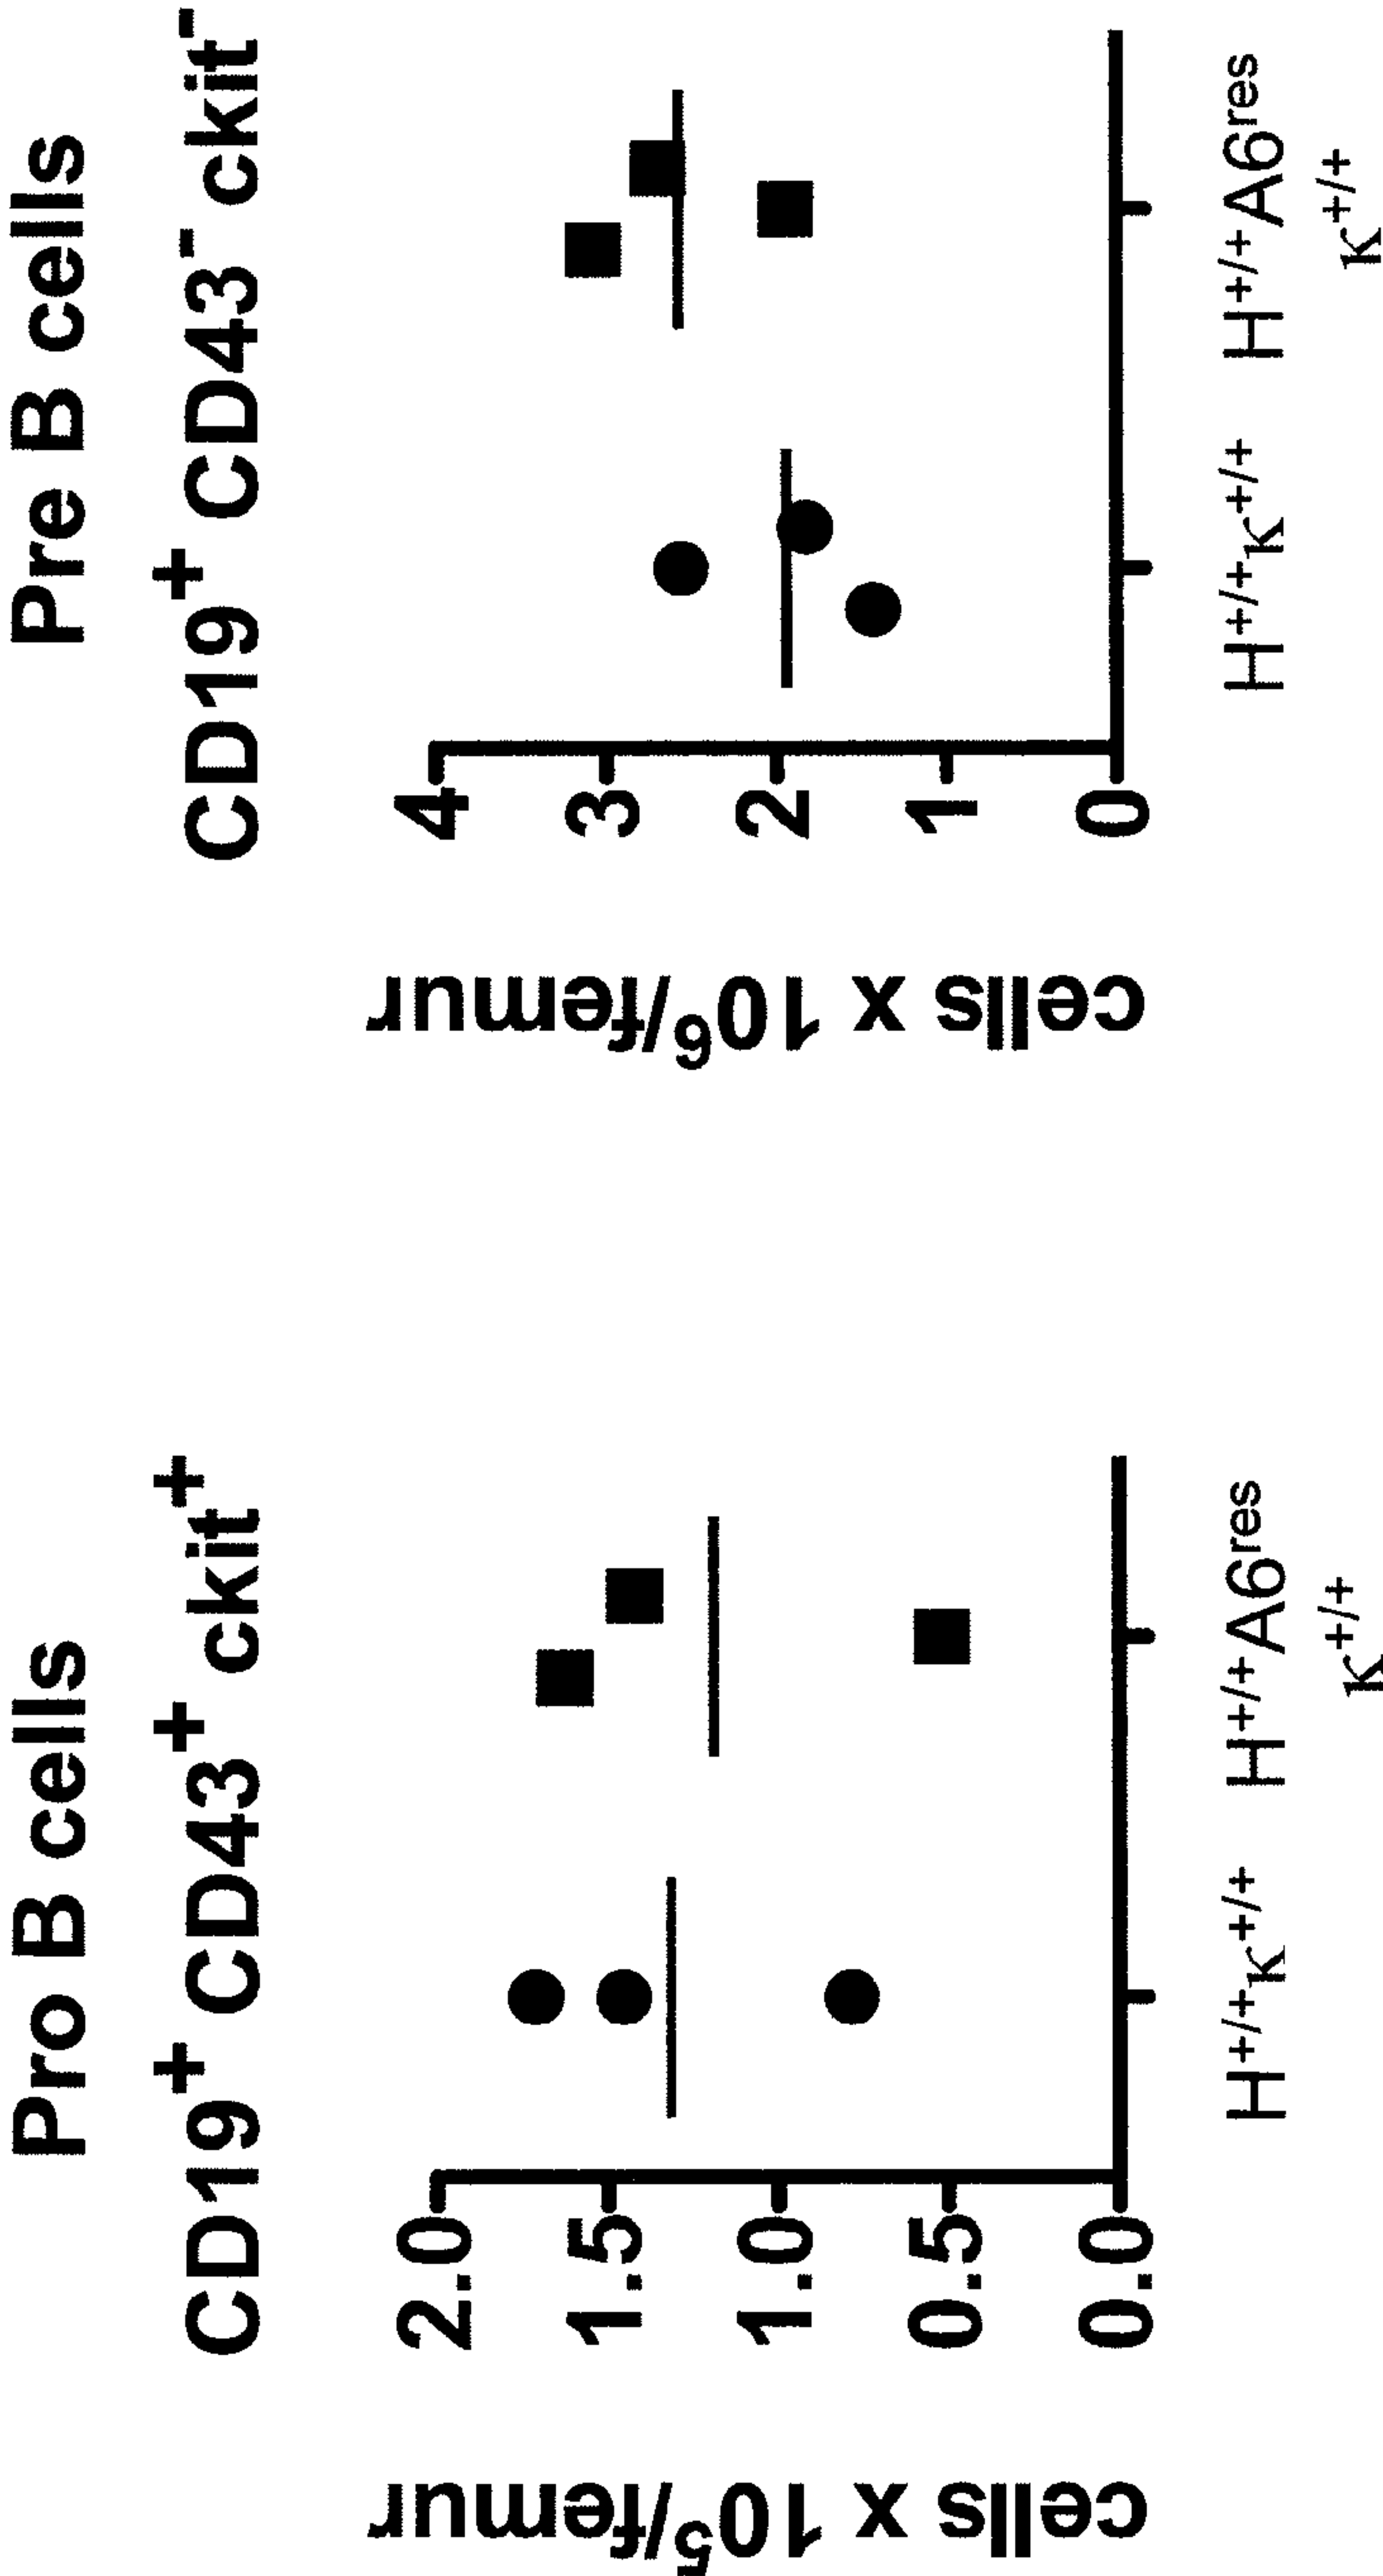 Pro B cells
CD19⁺ CD43⁺ ckit⁺
cells x 10⁵/femur
2.0
1.5
1.0
0.5
0.0
H⁺ᐟ⁺κ⁺ᐟ⁺ H⁺ᐟ⁺A6ʳᵉˢ
κ⁺ᐟ⁺
Pre B cells
CD19⁺ CD43⁻ ckit⁻
cells x 10⁶/femur
4
3
2
1
0
H⁺ᐟ⁺κ⁺ᐟ⁺ H⁺ᐟ⁺A6ʳᵉˢ
κ⁺ᐟ⁺